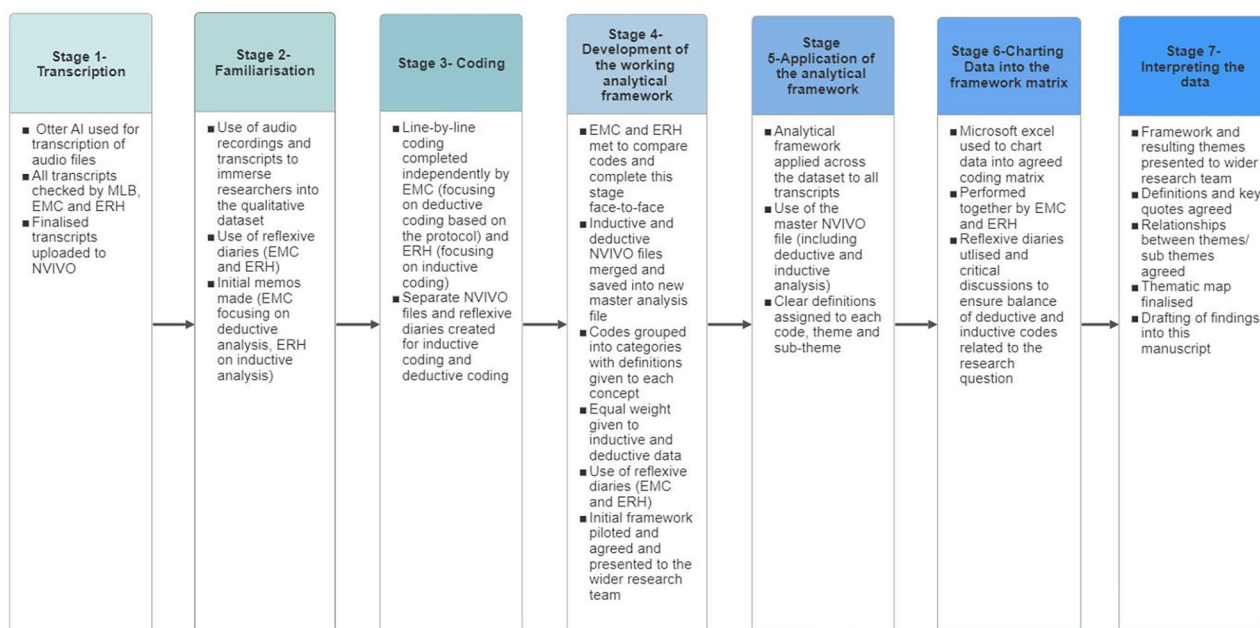 Stage 1-
Transcription
■ Otter AI used for
transcription of
audio files
■ All transcripts
checked by MLB,
EMC and ERH
■ Finalised
transcripts
uploaded to
NVIVO
Stage 2-
Familiarisation
■ Use of audio
recordings and
transcripts to
immerse
researchers into
the qualitative
dataset
■ Use of reflexive
diaries (EMC
and ERH)
■ Initial memos
made (EMC
focusing on
deductive
analysis, ERH
on inductive
analysis)
Stage 3- Coding
■ Line-by-line
coding
completed
independently by
EMC (focusing
on deductive
coding based on
the protocol) and
ERH (focusing
on inductive
coding)
■ Separate NVIVO
files and reflexive
diaries created
for inductive
coding and
deductive coding
Stage 4-
Development of
the working
analytical
framework
■ EMC and ERH
met to compare
codes and
complete this
stage
face-to-face
■ Inductive and
deductive
NVIVO files
merged and
saved into new
master analysis
file
■ Codes grouped
into categories
with definitions
given to each
concept
■ Equal weight
given to
inductive and
deductive data
■ Use of reflexive
diaries (EMC
and ERH)
■ Initial framework
piloted and
agreed and
presented to the
wider research
team
Stage
5-Application of
the analytical
framework
■ Analytical
framework
applied across
the dataset to all
transcripts
■ Use of the
master NVIVO
file (including
deductive and
inductive
analysis)
■ Clear definitions
assigned to each
code, theme and
sub-theme
Stage 6-Charting
Data into the
framework matrix
■ Microsoft excel
used to chart
data into agreed
coding matrix
■ Performed
together by EMC
and ERH
■ Reflexive diaries
utlised and
critical
discussions to
ensure balance
of deductive and
inductive codes
related to the
research
question
Stage 7-
Interpreting the
data
■ Framework and
resulting themes
presented to wider
research team
■ Definitions and key
quotes agreed
■ Relationships
between themes/
sub themes
agreed
■ Thematic map
finalised
■ Drafting of findings
into this
manuscript